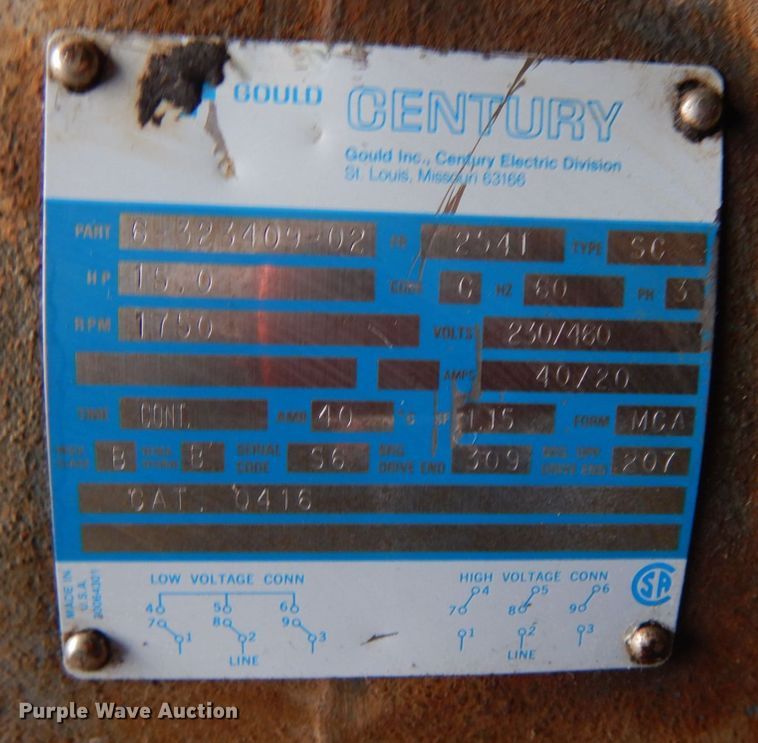 GOULD CENTURY
Gould Inc., Century Electric Division
St. Louis, Missouri 63166
PART 6-323409-02 FR 254T TYPE SC
HP 15.0 CODE G HZ 60 PH 3
RPM 1750 VOLTS 230/460
AMPS 40/20
TIME CONT. AMB 40 °C SF 1.15 FORM MCA
B B SERIAL CODE S6 BRG DRIVE END 309 OPP. DRIVE END 207
CAT. 0416
MADE IN U.S.A.
LOW VOLTAGE CONN
4 5 6
7 8 9
1 2 3
LINE
HIGH VOLTAGE CONN
4 5 6
7 8 9
1 2 3
LINE
SA
Purple Wave Auction